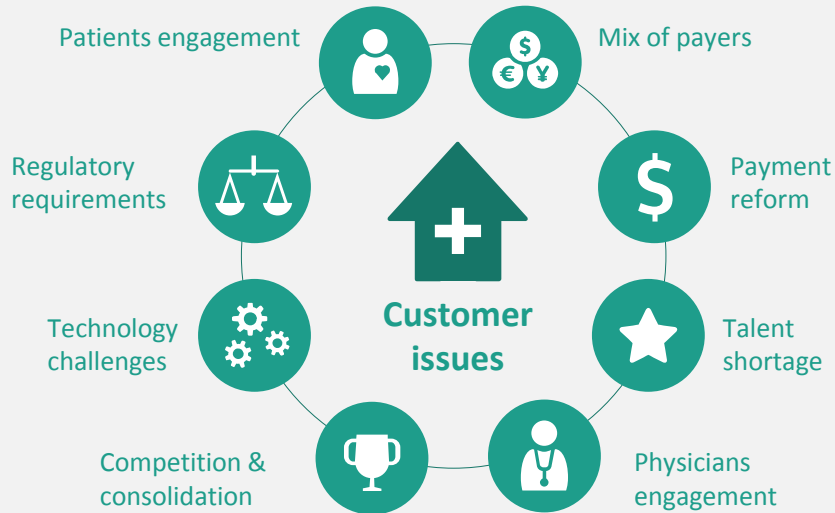 Patients engagement
Mix of payers
$
€ ¥
Regulatory
requirements
Payment
reform
$
Customer
issues
Technology
challenges
Talent
shortage
Competition &
consolidation
Physicians
engagement